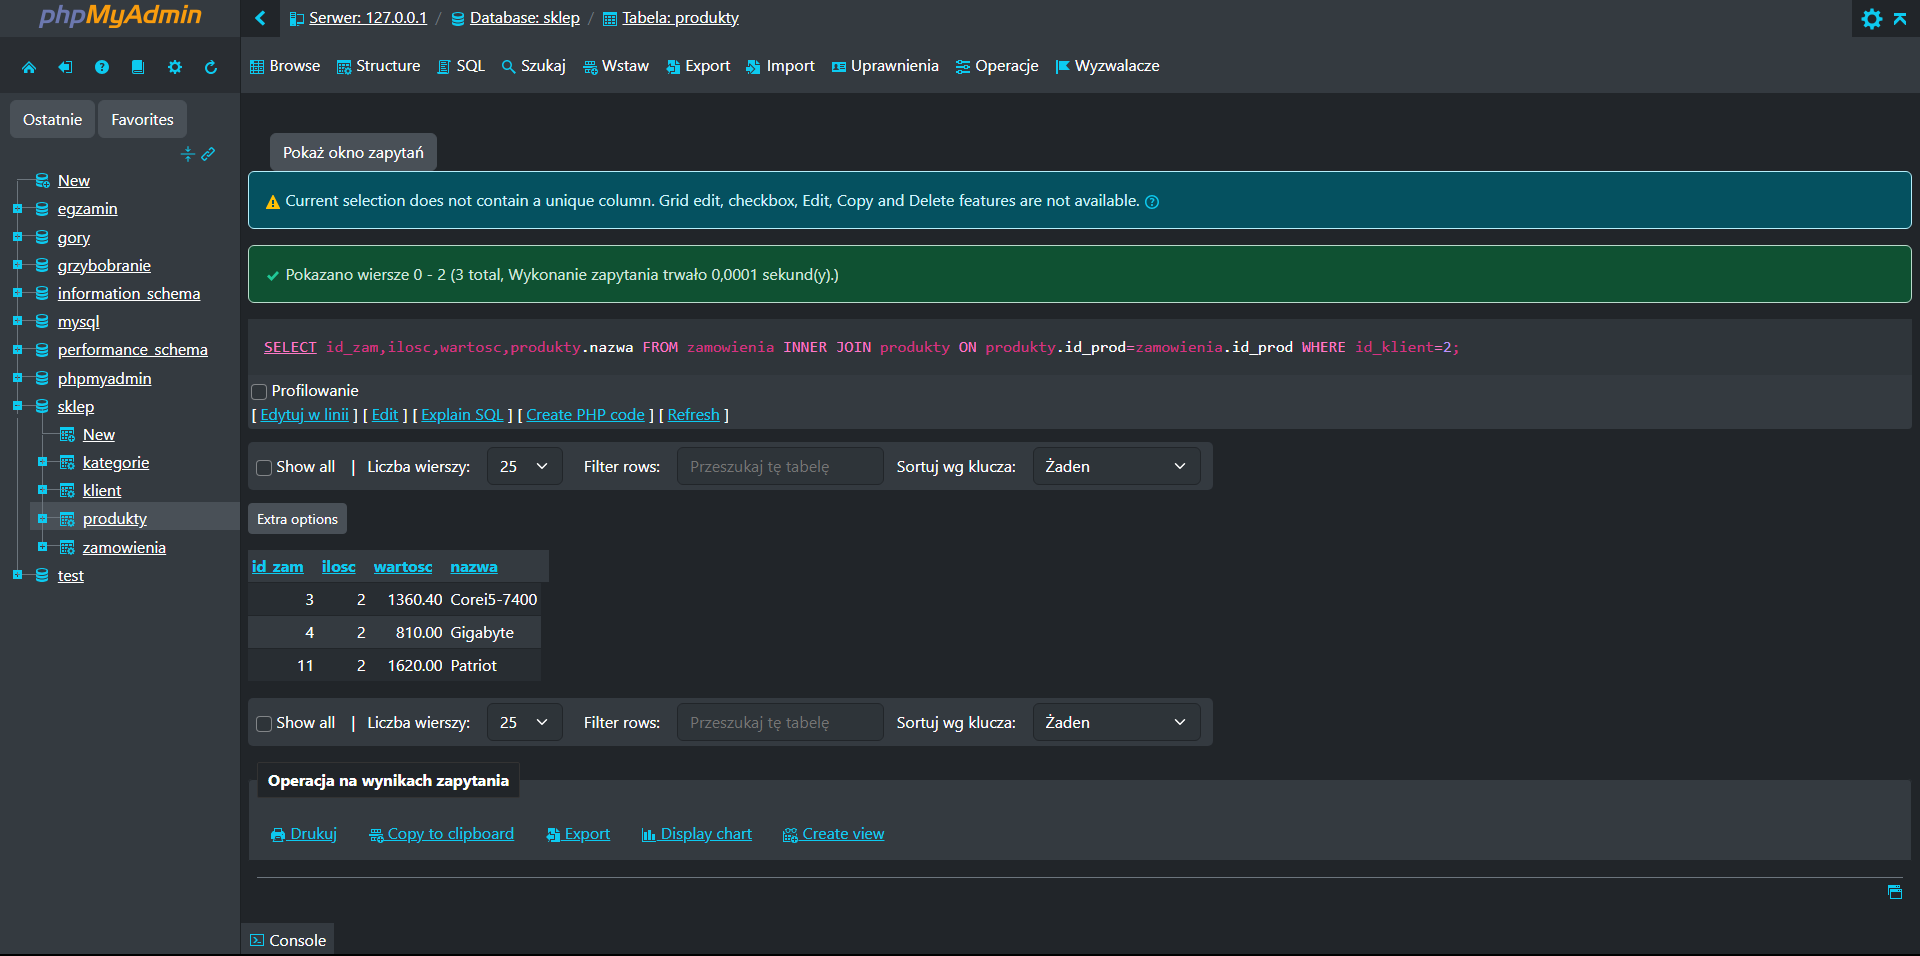 phpMyAdmin
Serwer: 127.0.0.1 / Database: sklep / Tabela: produkty
Browse Structure SQL Szukaj Wstaw Export Import Uprawnienia Operacje Wyzwalacze
Ostatnie Favorites
New
egzamin
gory
grzybobranie
information_schema
mysql
performance_schema
phpmyadmin
sklep
New
kategorie
klient
produkty
zamowienia
test
Pokaż okno zapytań
Current selection does not contain a unique column. Grid edit, checkbox, Edit, Copy and Delete features are not available.
Pokazano wiersze 0 - 2 (3 total, Wykonanie zapytania trwało 0,0001 sekund(y).)
SELECT id_zam,ilosc,wartosc,produkty.nazwa FROM zamowienia INNER JOIN produkty ON produkty.id_prod=zamowienia.id_prod WHERE id_klient=2;
Profilowanie
[ Edytuj w linii ] [ Edit ] [ Explain SQL ] [ Create PHP code ] [ Refresh ]
Show all | Liczba wierszy: 25 Filter rows: Przeszukaj tę tabelę Sortuj wg klucza: Żaden
Extra options
id_zam ilosc wartosc nazwa
3 2 1360.40 Corei5-7400
4 2 810.00 Gigabyte
11 2 1620.00 Patriot
Show all | Liczba wierszy: 25 Filter rows: Przeszukaj tę tabelę Sortuj wg klucza: Żaden
Operacja na wynikach zapytania
Drukuj Copy to clipboard Export Display chart Create view
Console